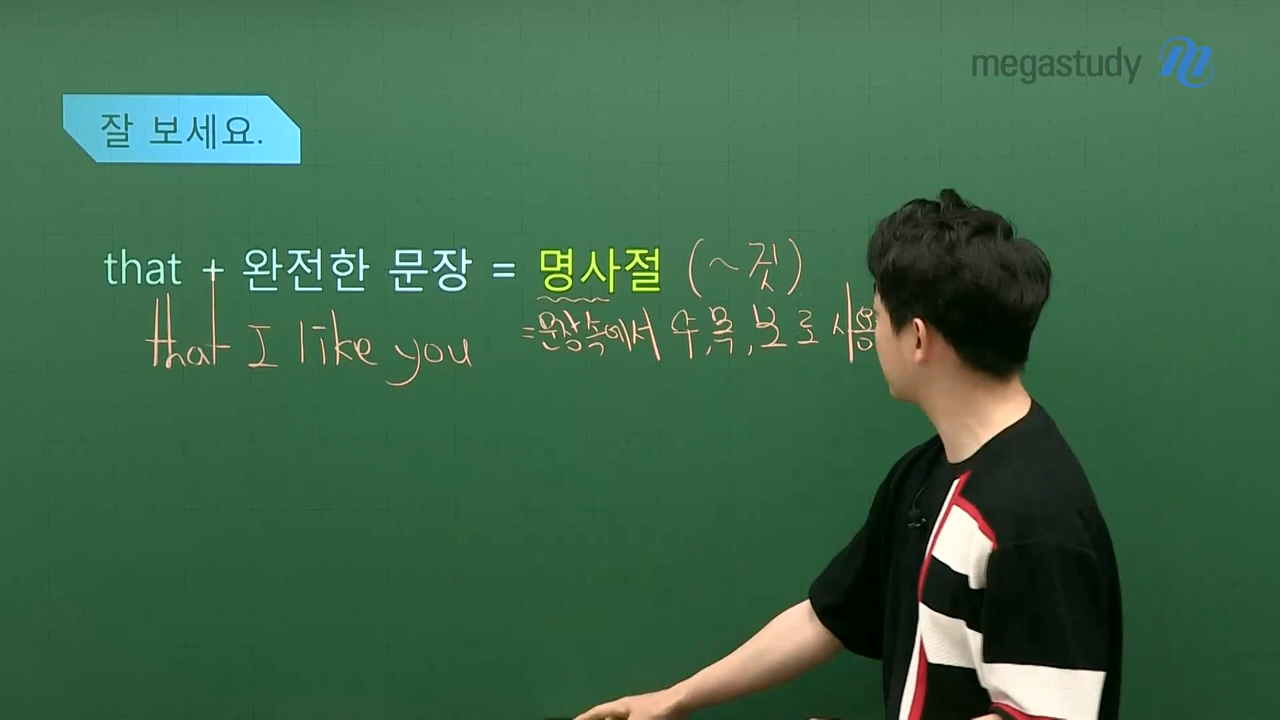 megastudy
잘 보세요.
that + 완전한 문장 = 명사절 (~것)
that I like you =문장속에서 주,목,보로 사용